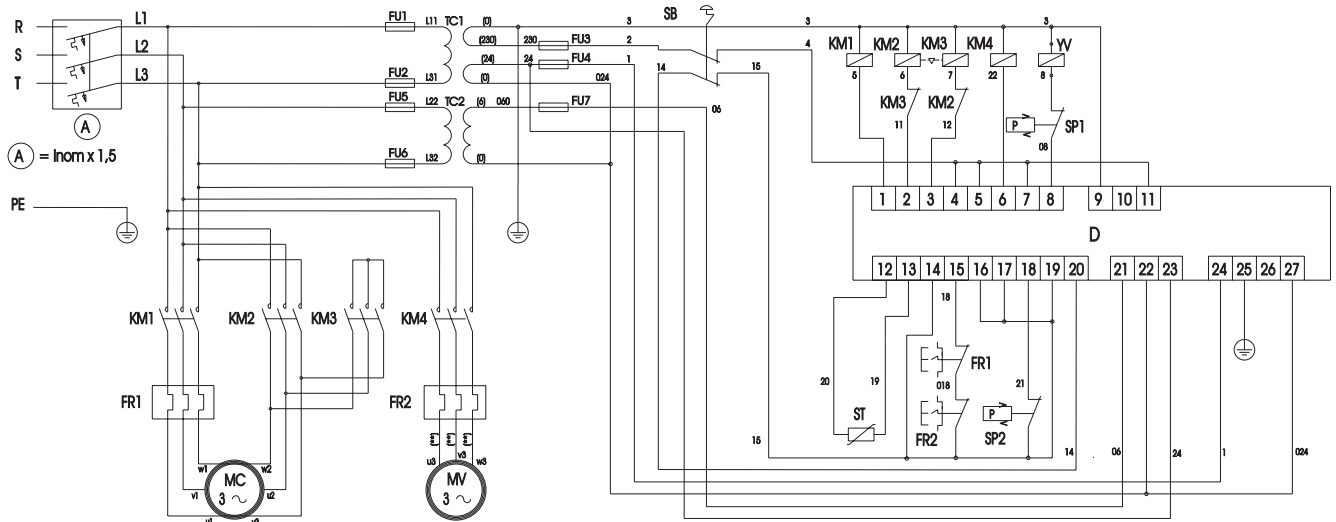 R L1 FU1 L11 TC1 (0) 3 SB 3 3
(230) 230 FU3 2 4 KM1 KM2 KM3 KM4 YV
S L2 (24) 24 FU4 1 14 15 5 6 7 22 8
T L3 FU2 L31 (0) 024
FU5 L22 TC2 (6) 060 FU7 06 KM3 KM2 P SP1
A 11 12
A = Inom x 1,5 FU6 L32 (0) 08
PE 1 2 3 4 5 6 7 8 9 10 11
D
12 13 14 15 16 17 18 19 20 21 22 23 24 25 26 27
18
KM1 KM2 KM3 KM4
FR1
20 19 018 21
FR1 FR2 ST FR2 P SP2
(**) (**) (**) 15 14 06 24 1 024
u3 v3 w3
w1 w2
MC MV
v1 3 ~ u2 3 ~
u1 v2